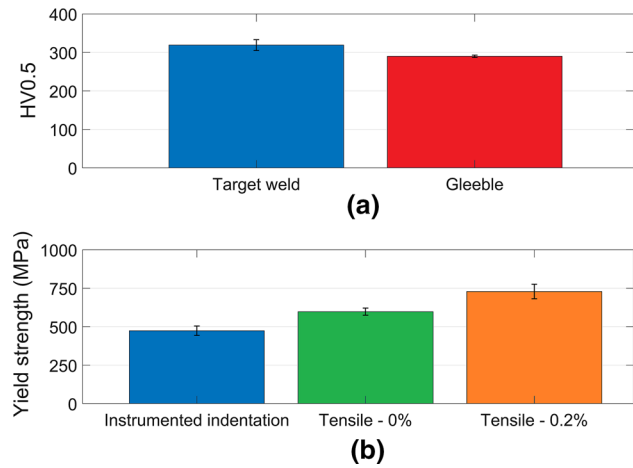 400
300
200
100
0
HV0.5
Target weld
Gleeble
(a)
1000
750
500
250
0
Yield strength (MPa)
Instrumented indentation
Tensile - 0%
Tensile - 0.2%
(b)